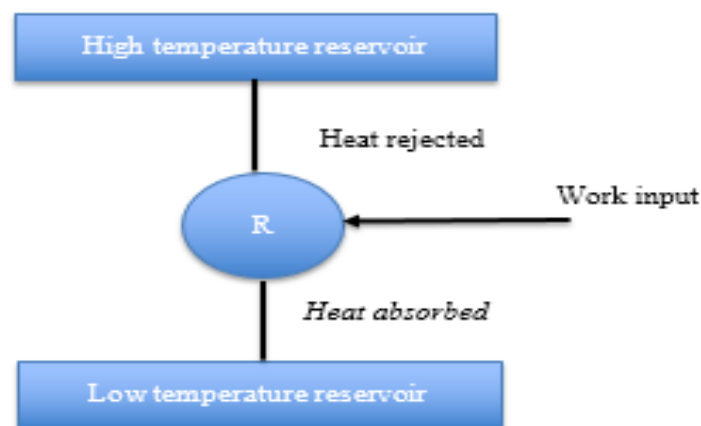 High temperature reservoir
Heat rejected
Work input
R
Heat absorbed
Low temperature reservoir